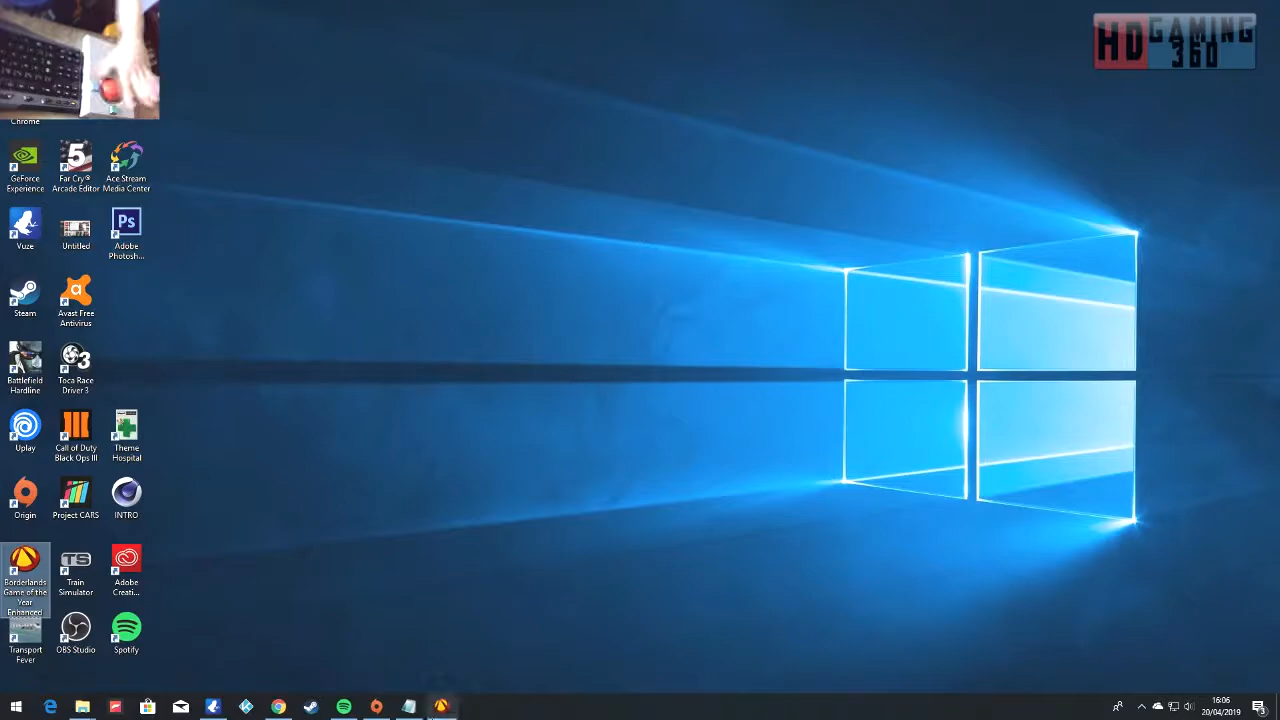 HD GAMING
360
Chrome
GeForce
Experience
Far Cry®
Arcade Editor
Ace Stream
Media Center
Vuze
Untitled
Ps
Adobe
Photosh...
Steam
Avast Free
Antivirus
Battlefield
Hardline
3
Toca Race
Driver 3
Uplay
Call of Duty
Black Ops III
Theme
Hospital
Origin
Project CARS
INTRO
Borderlands
Game of the
Year
Enhanced
TS
Train
Simulator
Adobe
Creati...
Transport
Fever
OBS Studio
Spotify
16:06
20/04/2019